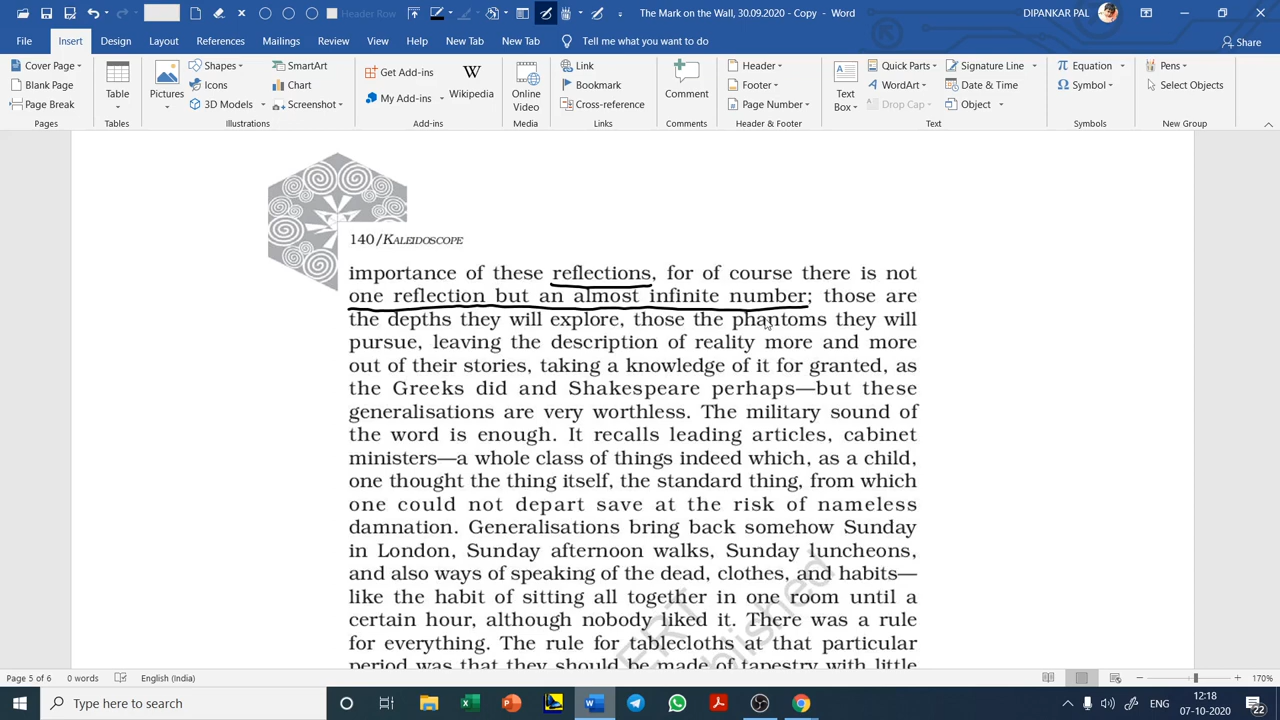 Header Row
The Mark on the Wall, 30.09.2020 - Copy - Word
DIPANKAR PAL
File Insert Design Layout References Mailings Review View Help New Tab New Tab Tell me what you want to do Share
Cover Page Blank Page Page Break Pages
Table Tables
Pictures Shapes Icons 3D Models SmartArt Chart Screenshot Illustrations
Get Add-ins My Add-ins Wikipedia Add-ins
Online Video Media
Link Bookmark Cross-reference Links
Comment Comments
Header Footer Page Number Header & Footer
Text Box Quick Parts WordArt Drop Cap Signature Line Date & Time Object Text
Equation Symbol Symbols
Pens Select Objects New Group
140/KALEIDOSCOPE
importance of these reflections, for of course there is not
one reflection but an almost infinite number; those are
the depths they will explore, those the phantoms they will
pursue, leaving the description of reality more and more
out of their stories, taking a knowledge of it for granted, as
the Greeks did and Shakespeare perhaps—but these
generalisations are very worthless. The military sound of
the word is enough. It recalls leading articles, cabinet
ministers—a whole class of things indeed which, as a child,
one thought the thing itself, the standard thing, from which
one could not depart save at the risk of nameless
damnation. Generalisations bring back somehow Sunday
in London, Sunday afternoon walks, Sunday luncheons,
and also ways of speaking of the dead, clothes, and habits—
like the habit of sitting all together in one room until a
certain hour, although nobody liked it. There was a rule
for everything. The rule for tablecloths at that particular
period was that they should be made of tapestry with little
Page 5 of 6 0 words English (India) 170%
Type here to search ENG 12:18
07-10-2020 22